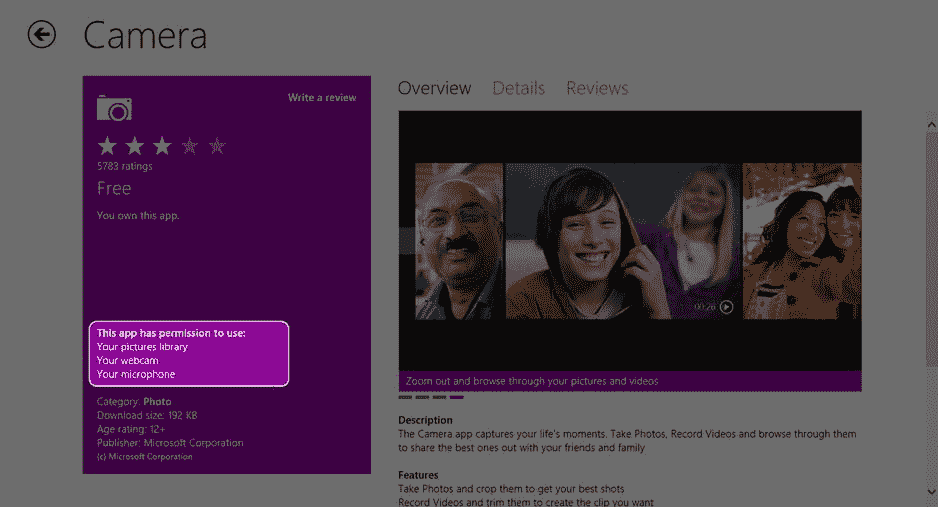 Camera
Write a review
5783 ratings
Free
You own this app.
This app has permission to use:
Your pictures library
Your webcam
Your microphone
Category: Photo
Download size: 192 KB
Age rating: 12+
Publisher: Microsoft Corporation
(c) Microsoft Corporation
Overview Details Reviews
00:20
Zoom out and browse through your pictures and videos
Description
The Camera app captures your life's moments. Take Photos, Record Videos and browse through them
to share the best ones out with your friends and family
Features
Take Photos and crop them to get your best shots
Record Videos and trim them to create the clip you want